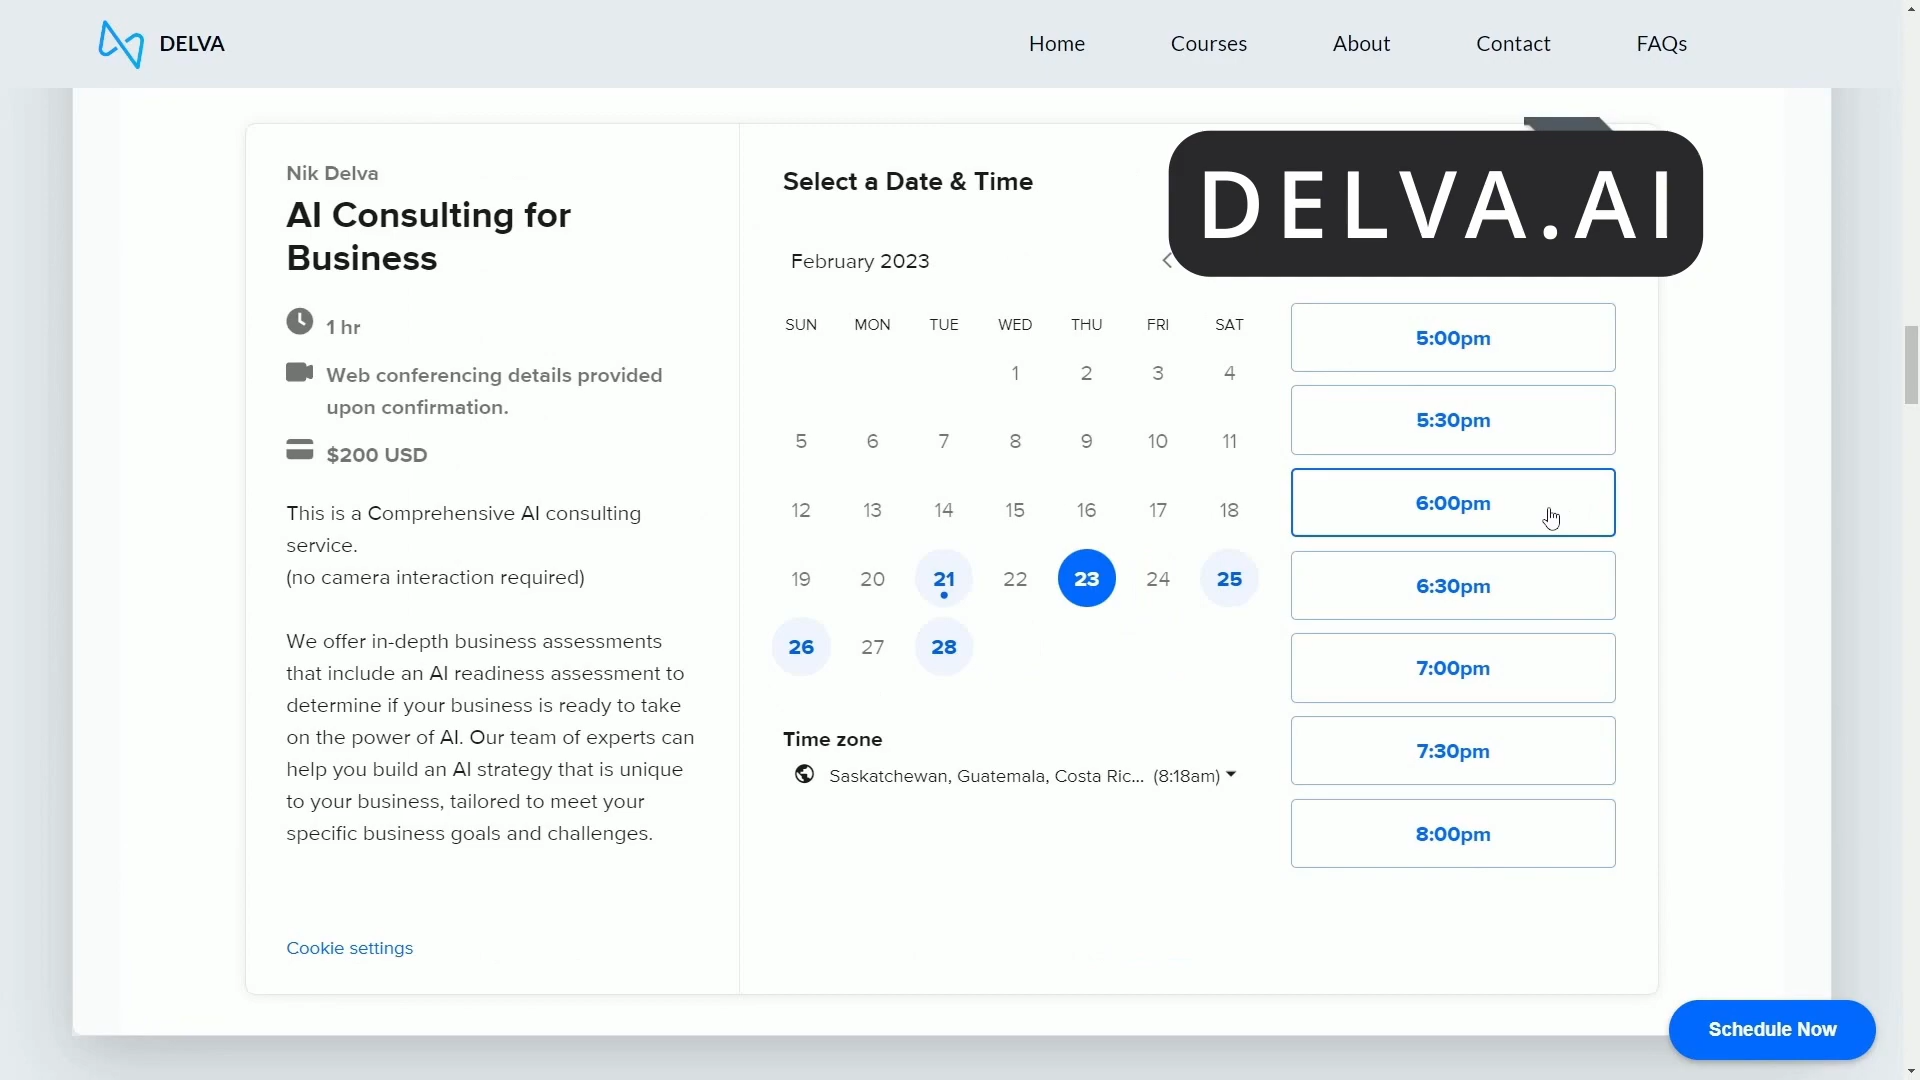 DELVA
Home
Courses
About
Contact
FAQs
Nik Delva
AI Consulting for
Business
1 hr
Web conferencing details provided
upon confirmation.
$200 USD
This is a Comprehensive AI consulting
service.
(no camera interaction required)
We offer in-depth business assessments
that include an AI readiness assessment to
determine if your business is ready to take
on the power of AI. Our team of experts can
help you build an AI strategy that is unique
to your business, tailored to meet your
specific business goals and challenges.
Cookie settings
Select a Date & Time
DELVA.AI
February 2023
SUN MON TUE WED THU FRI SAT
1 2 3 4
5 6 7 8 9 10 11
12 13 14 15 16 17 18
19 20 21 22 23 24 25
26 27 28
Time zone
Saskatchewan, Guatemala, Costa Ric... (8:18am)
5:00pm
5:30pm
6:00pm
6:30pm
7:00pm
7:30pm
8:00pm
Schedule Now